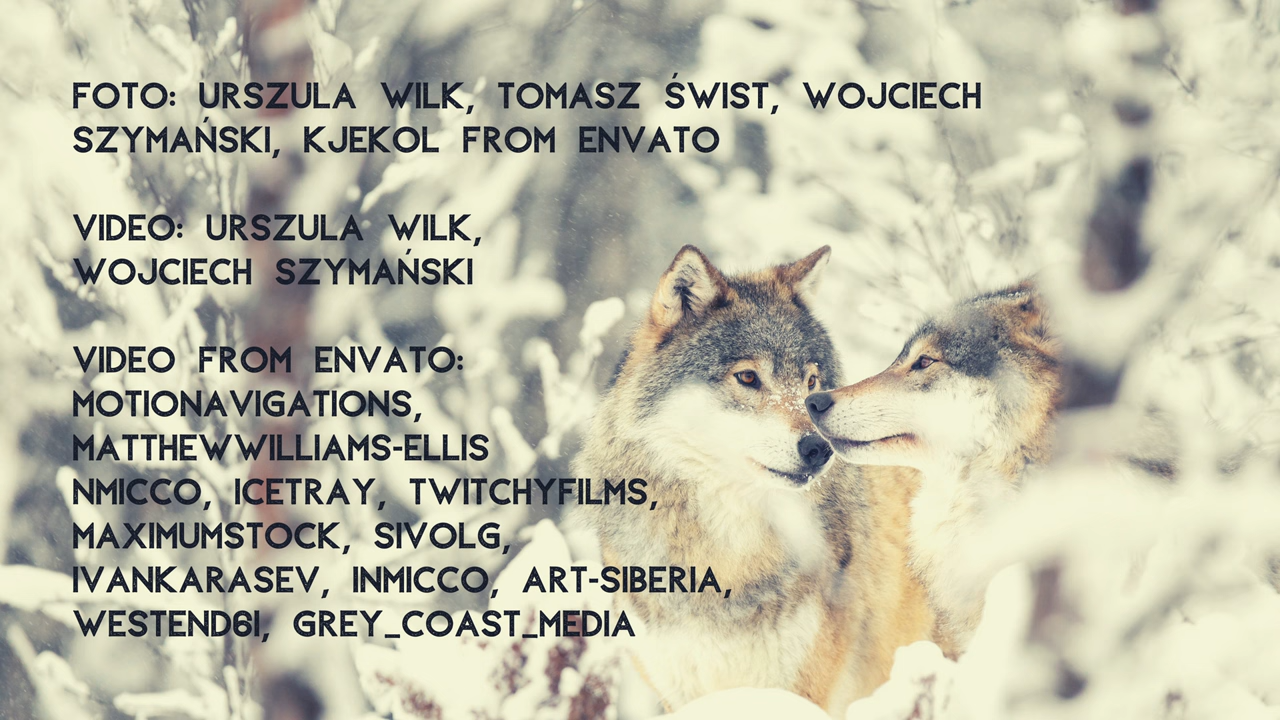 FOTO: URSZULA WILK, TOMASZ ŚWIST, WOJCIECH
SZYMAŃSKI, KJEKOL FROM ENVATO
VIDEO: URSZULA WILK,
WOJCIECH SZYMAŃSKI
VIDEO FROM ENVATO:
MOTIONAVIGATIONS,
MATTHEWWILLIAMS-ELLIS
NMICCO, ICETRAY, TWITCHYFILMS,
MAXIMUMSTOCK, SIVOLG,
IVANKARASEV, INMICCO, ART-SIBERIA,
WESTEND61, GREY_COAST_MEDIA